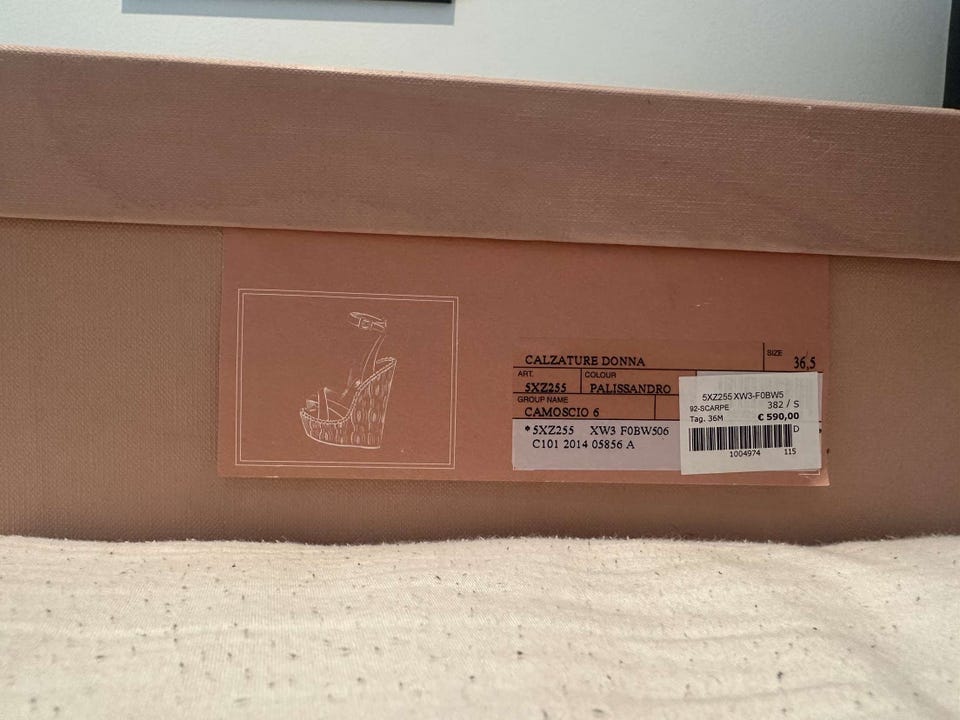 CALZATURE DONNA
SIZE 36,5
ART. COLOUR
5XZ255 PALISSANDRO
GROUP NAME
CAMOSCIO 6
*5XZ255 XW3 F0BW506
C101 2014 05856 A
5XZ255 XW3-F0BW5
92-SCARPE 382 / S
Tag. 36M € 590,00
D
1004974 115